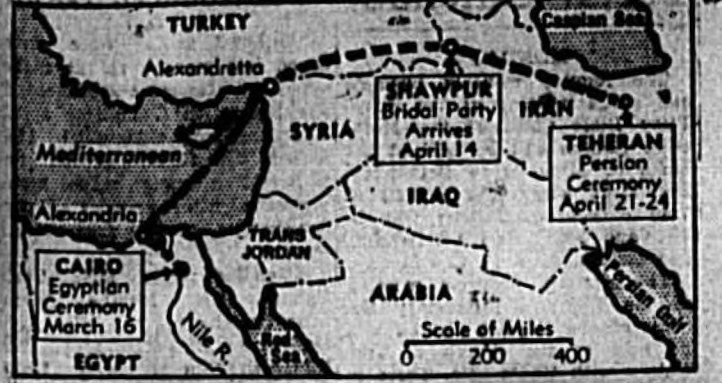 TURKEY
Caspian Sea
Alexandretta
SHAWPUR
Bridal Party
Arrives
April 14
IRAN
SYRIA
TEHERAN
Persian
Ceremony
April 21-24
Mediterranean
IRAQ
Alexandria
TRANS
JORDAN
CAIRO
Egyptian
Ceremony
March 16
ARABIA
Persian Gulf
Nile R.
Red
Sea
Scale of Miles
0 200 400
EGYPT